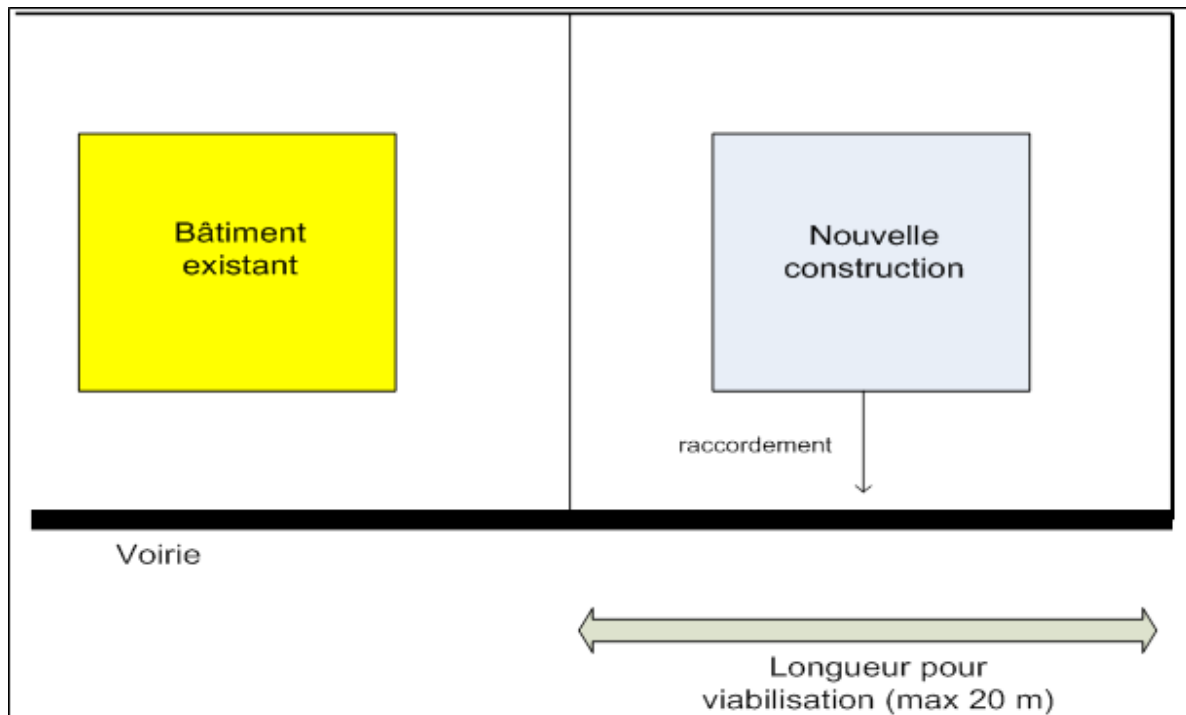 Bâtiment
existant
Nouvelle
construction
raccordement
Voirie
Longueur pour
viabilisation (max 20 m)